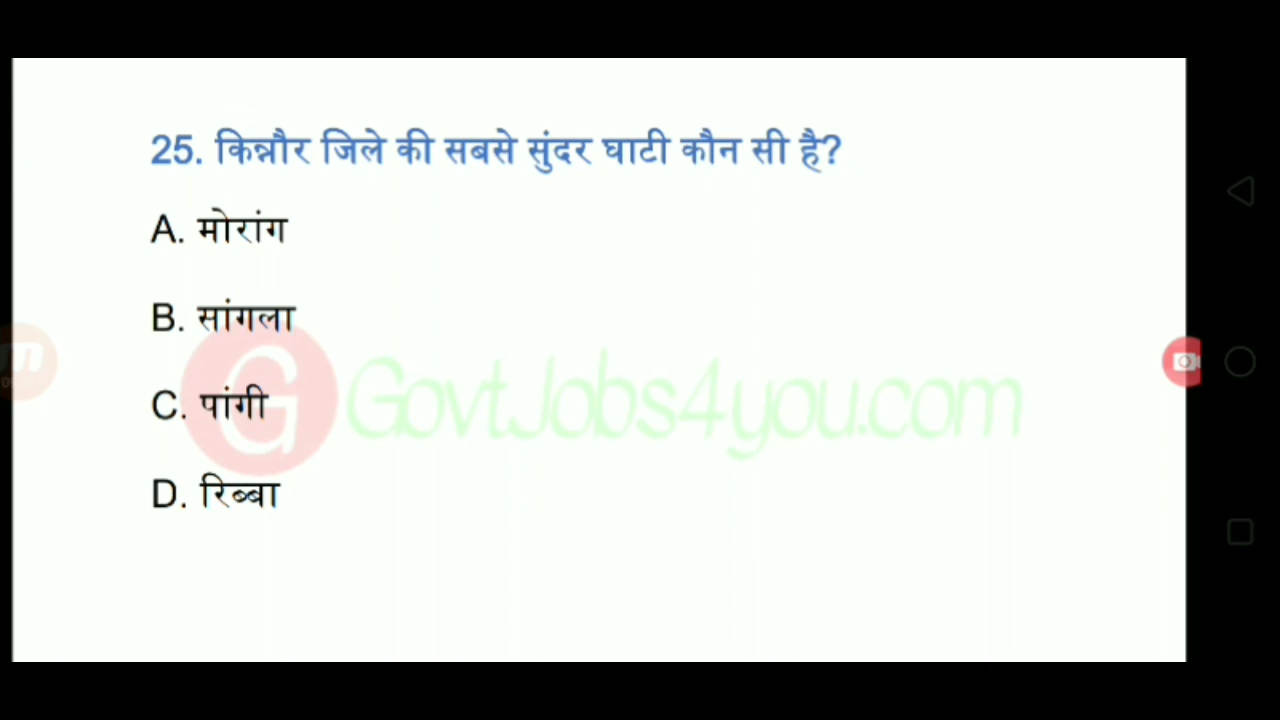 25. किन्नौर जिले की सबसे सुंदर घाटी कौन सी है?
A. मोरांग
B. सांगला
C. पांगी
D. रिब्बा
G GovtJobs4you.com